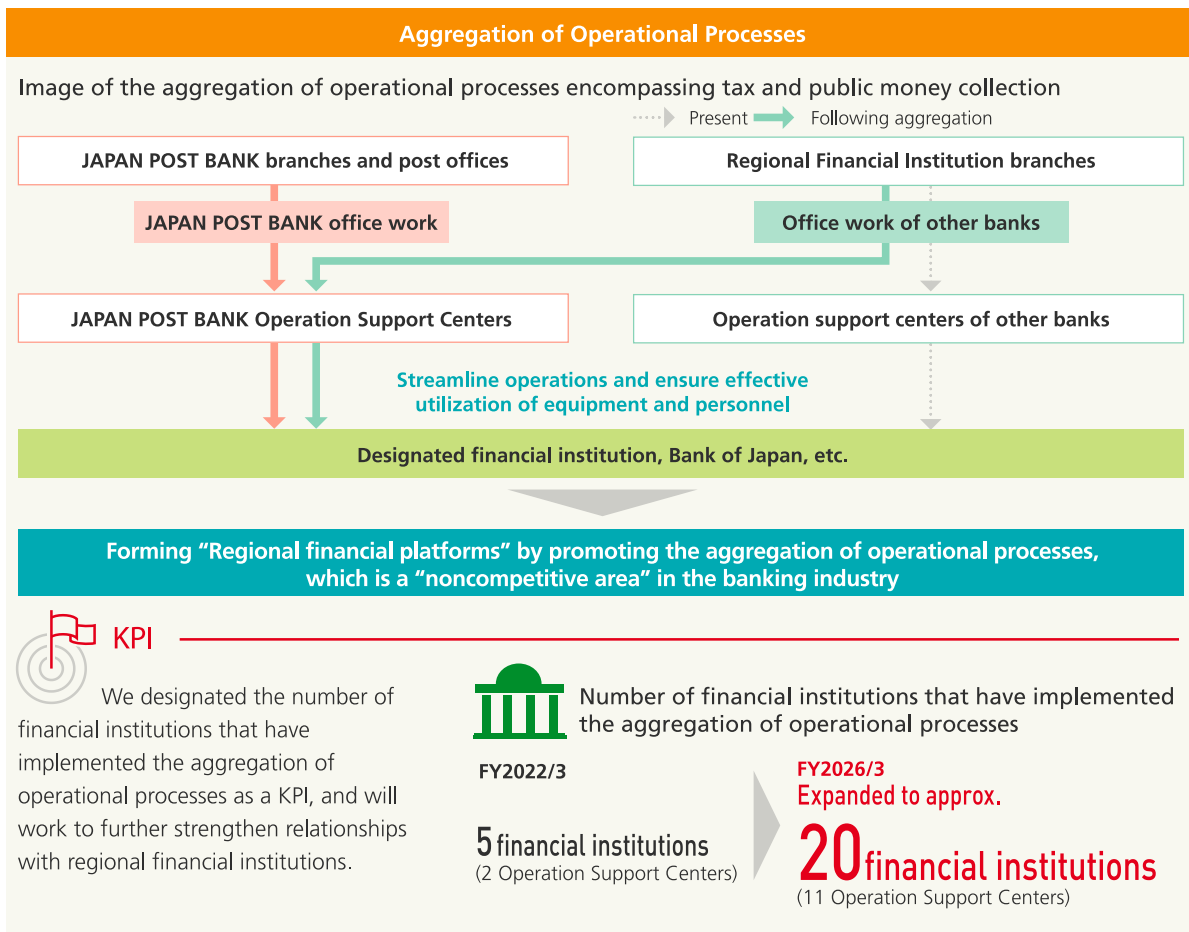 Aggregation of Operational Processes
Image of the aggregation of operational processes encompassing tax and public money collection
Present
Following aggregation
JAPAN POST BANK branches and post offices
Regional Financial Institution branches
JAPAN POST BANK office work
Office work of other banks
JAPAN POST BANK Operation Support Centers
Operation support centers of other banks
Streamline operations and ensure effective
utilization of equipment and personnel
Designated financial institution, Bank of Japan, etc.
Forming “Regional financial platforms” by promoting the aggregation of operational processes,
which is a “noncompetitive area” in the banking industry
KPI
We designated the number of
financial institutions that have
implemented the aggregation of
operational processes as a KPI, and will
work to further strengthen relationships
with regional financial institutions.
Number of financial institutions that have implemented
the aggregation of operational processes
FY2022/3
5 financial institutions
(2 Operation Support Centers)
FY2026/3
Expanded to approx.
20 financial institutions
(11 Operation Support Centers)